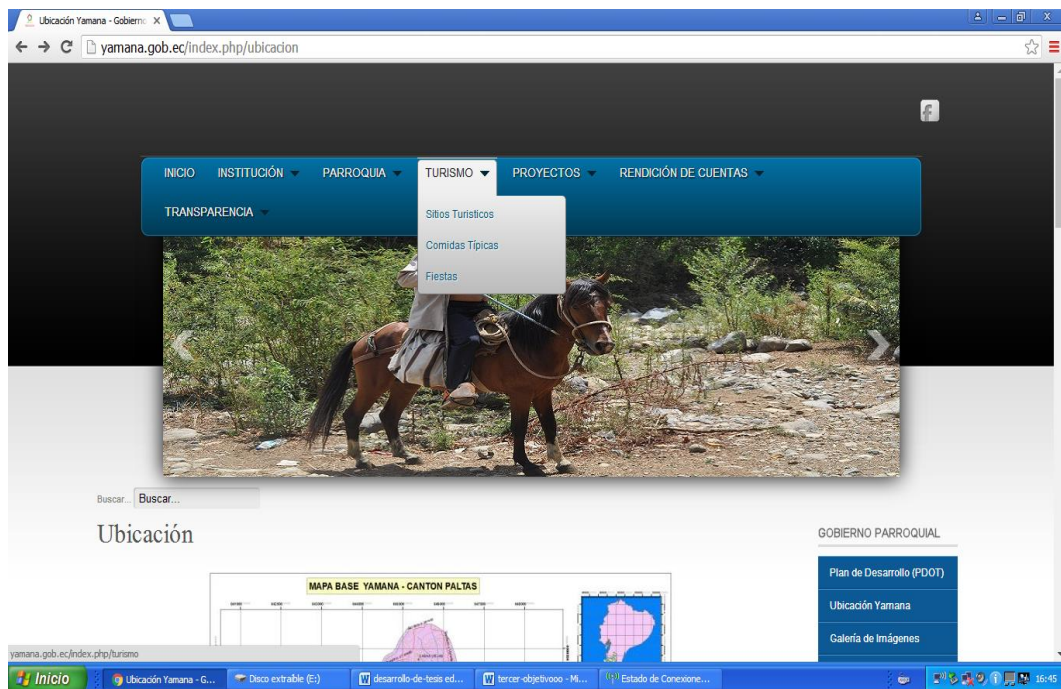 Ubicación Yamana - Gobierno
yamana.gob.ec/index.php/ubicacion
f
INICIO INSTITUCIÓN PARROQUIA TURISMO PROYECTOS RENDICIÓN DE CUENTAS
TRANSPARENCIA
Sitios Turisticos
Comidas Típicas
Fiestas
Buscar... Buscar...
Ubicación
GOBIERNO PARROQUIAL
Plan de Desarrollo (PDOT)
Ubicación Yamana
Galería de Imágenes
MAPA BASE YAMANA - CANTON PALTAS
yamana.gob.ec/index.php/turismo
Inicio Ubicación Yamana - G... Disco extraible (E:) desarrollo-de-tesis ed... tercer-objetivooo - Mi... Estado de Conexione... 16:45